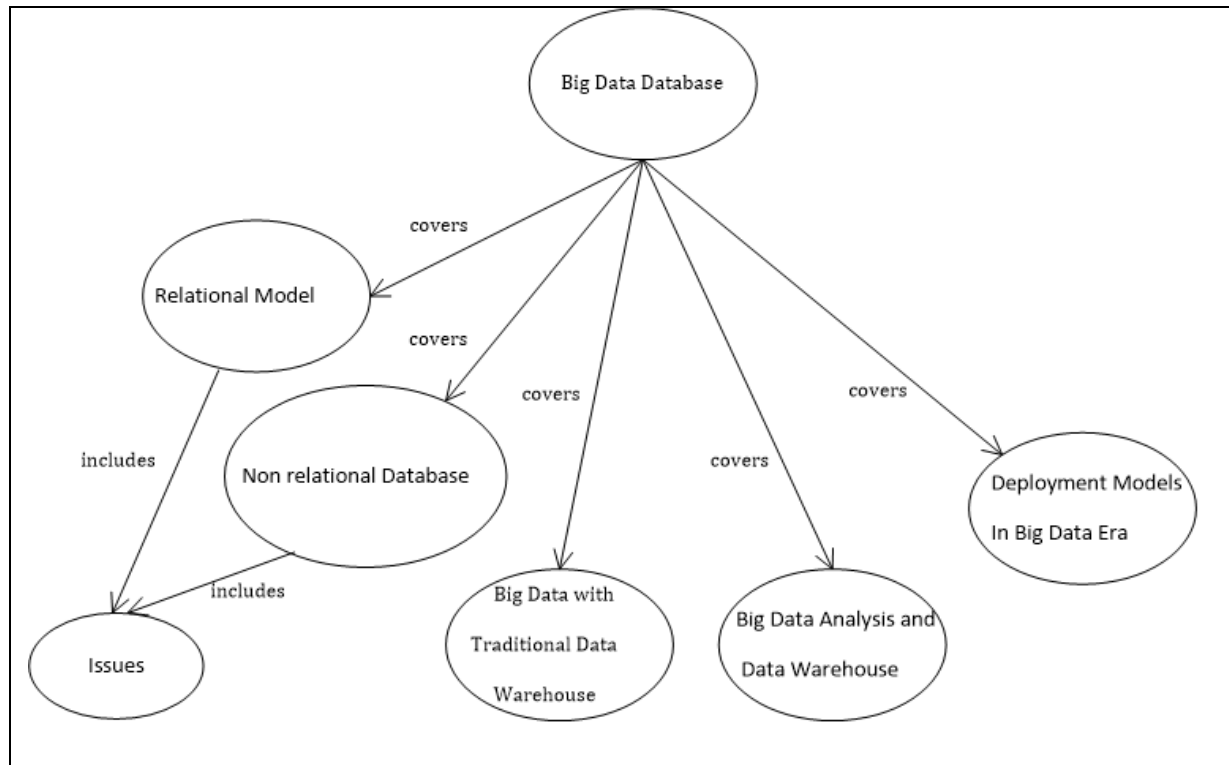 Big Data Database
covers
Relational Model
covers
covers
covers
covers
includes
Non relational Database
Deployment Models
In Big Data Era
includes
Issues
Big Data with
Traditional Data
Warehouse
Big Data Analysis and
Data Warehouse